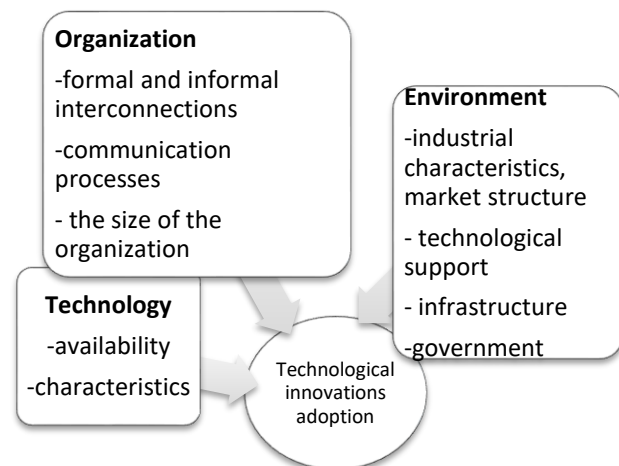 Organization
-formal and informal
interconnections
-communication
processes
- the size of the
organization
Environment
-industrial
characteristics,
market structure
- technological
support
- infrastructure
-government
Technology
-availability
-characteristics
Technological
innovations
adoption